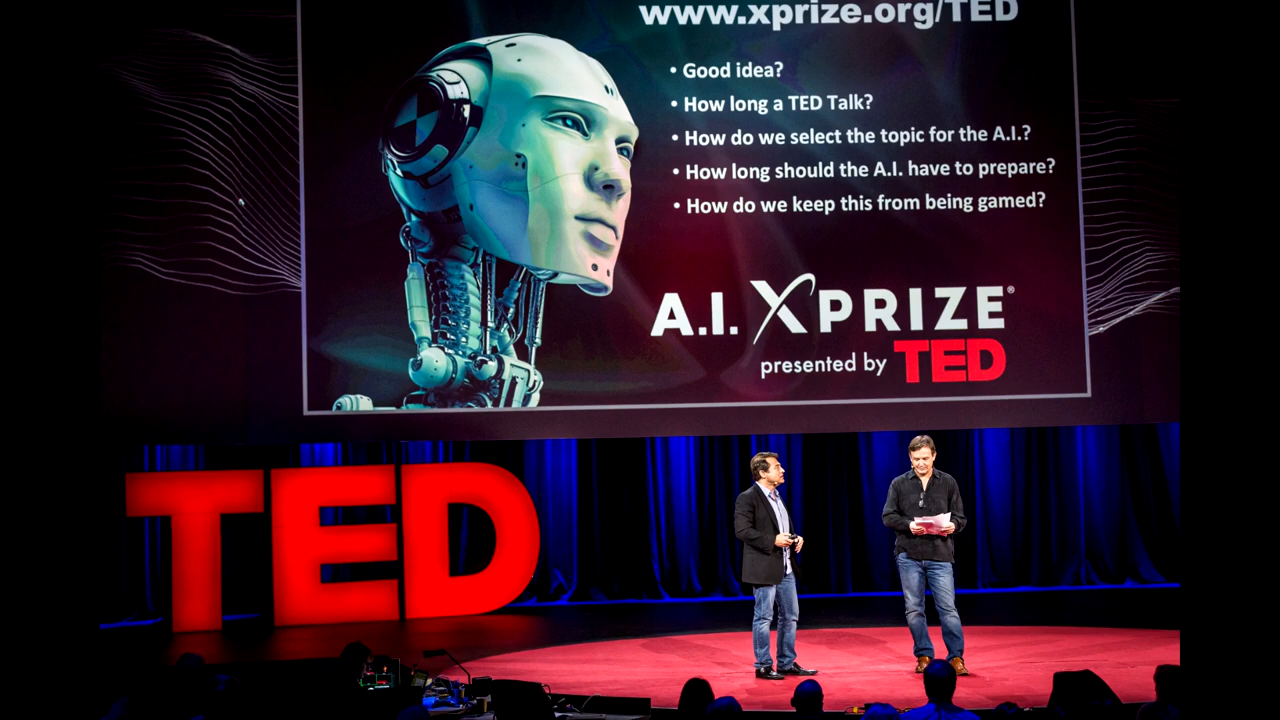 www.xprize.org/TED
• Good idea?
• How long a TED Talk?
• How do we select the topic for the A.I.?
• How long should the A.I. have to prepare?
• How do we keep this from being gamed?
A.I. XPRIZE®
presented by TED
TED